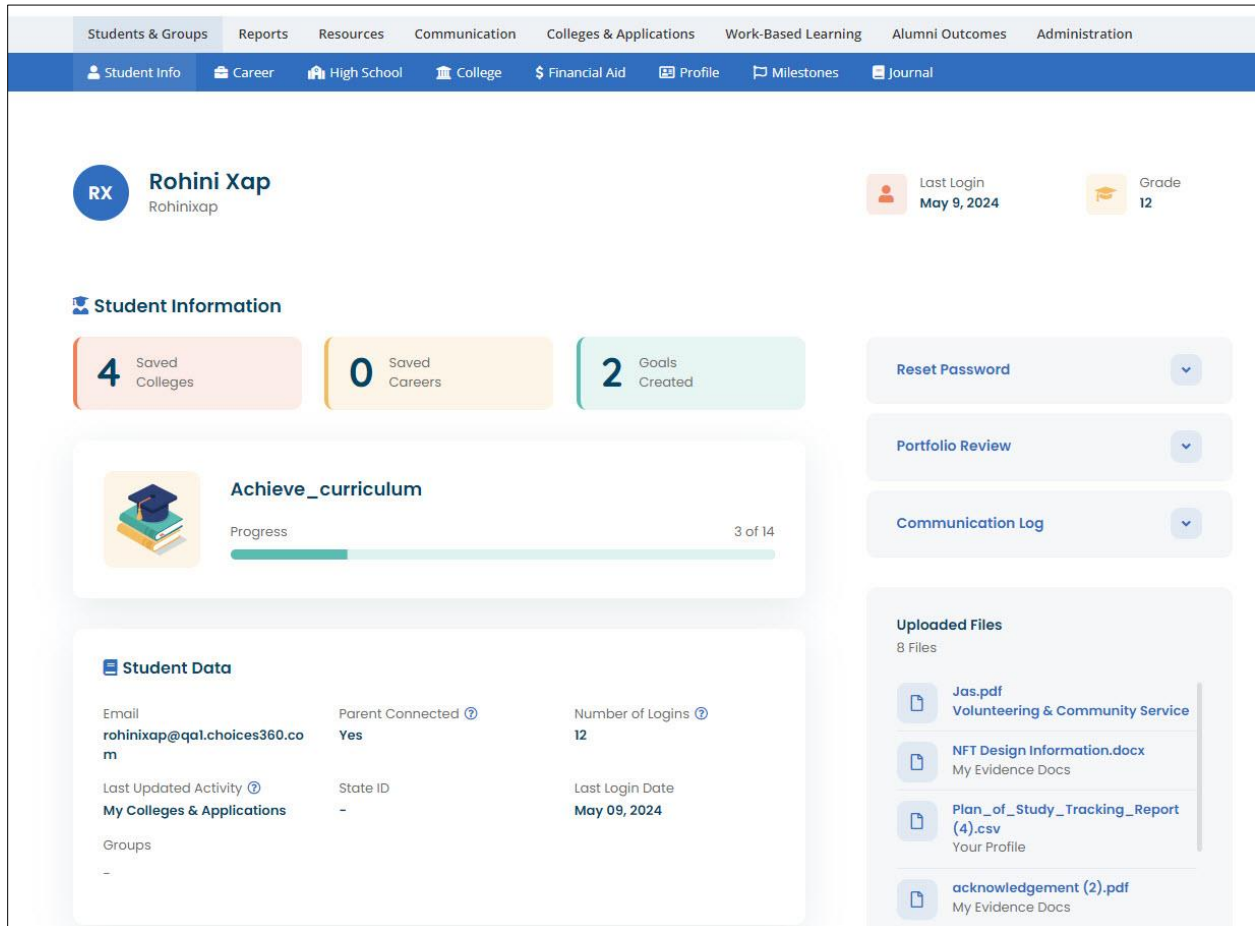 Students & Groups Reports Resources Communication Colleges & Applications Work-Based Learning Alumni Outcomes Administration
Student Info Career High School College $ Financial Aid Profile Milestones Journal
RX
Rohini Xap
Rohinixap
Last Login
May 9, 2024
Grade
12
Student Information
4
Saved
Colleges
0
Saved
Careers
2
Goals
Created
Achieve_curriculum
Progress 3 of 14
Student Data
Email
rohinixap@qa1.choices360.co
m
Parent Connected ?
Yes
Number of Logins ?
12
Last Updated Activity ?
My Colleges & Applications
State ID
-
Last Login Date
May 09, 2024
Groups
-
Reset Password
Portfolio Review
Communication Log
Uploaded Files
8 Files
Jas.pdf
Volunteering & Community Service
NFT Design Information.docx
My Evidence Docs
Plan_of_Study_Tracking_Report
(4).csv
Your Profile
acknowledgement (2).pdf
My Evidence Docs